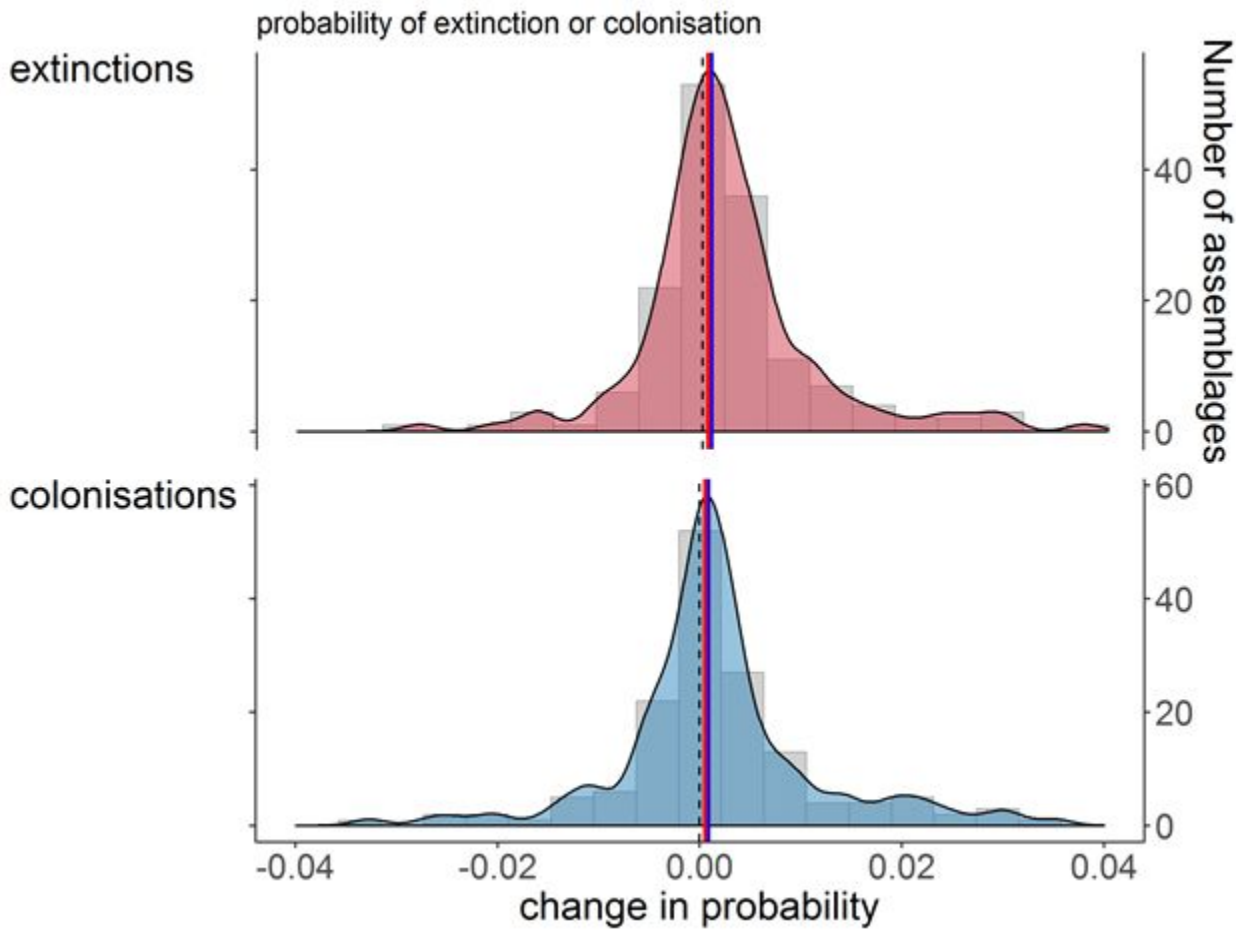 probability of extinction or colonisation
extinctions
Number of assemblages
40
20
0
colonisations
60
40
20
0
-0.04
-0.02
0.00
0.02
0.04
change in probability